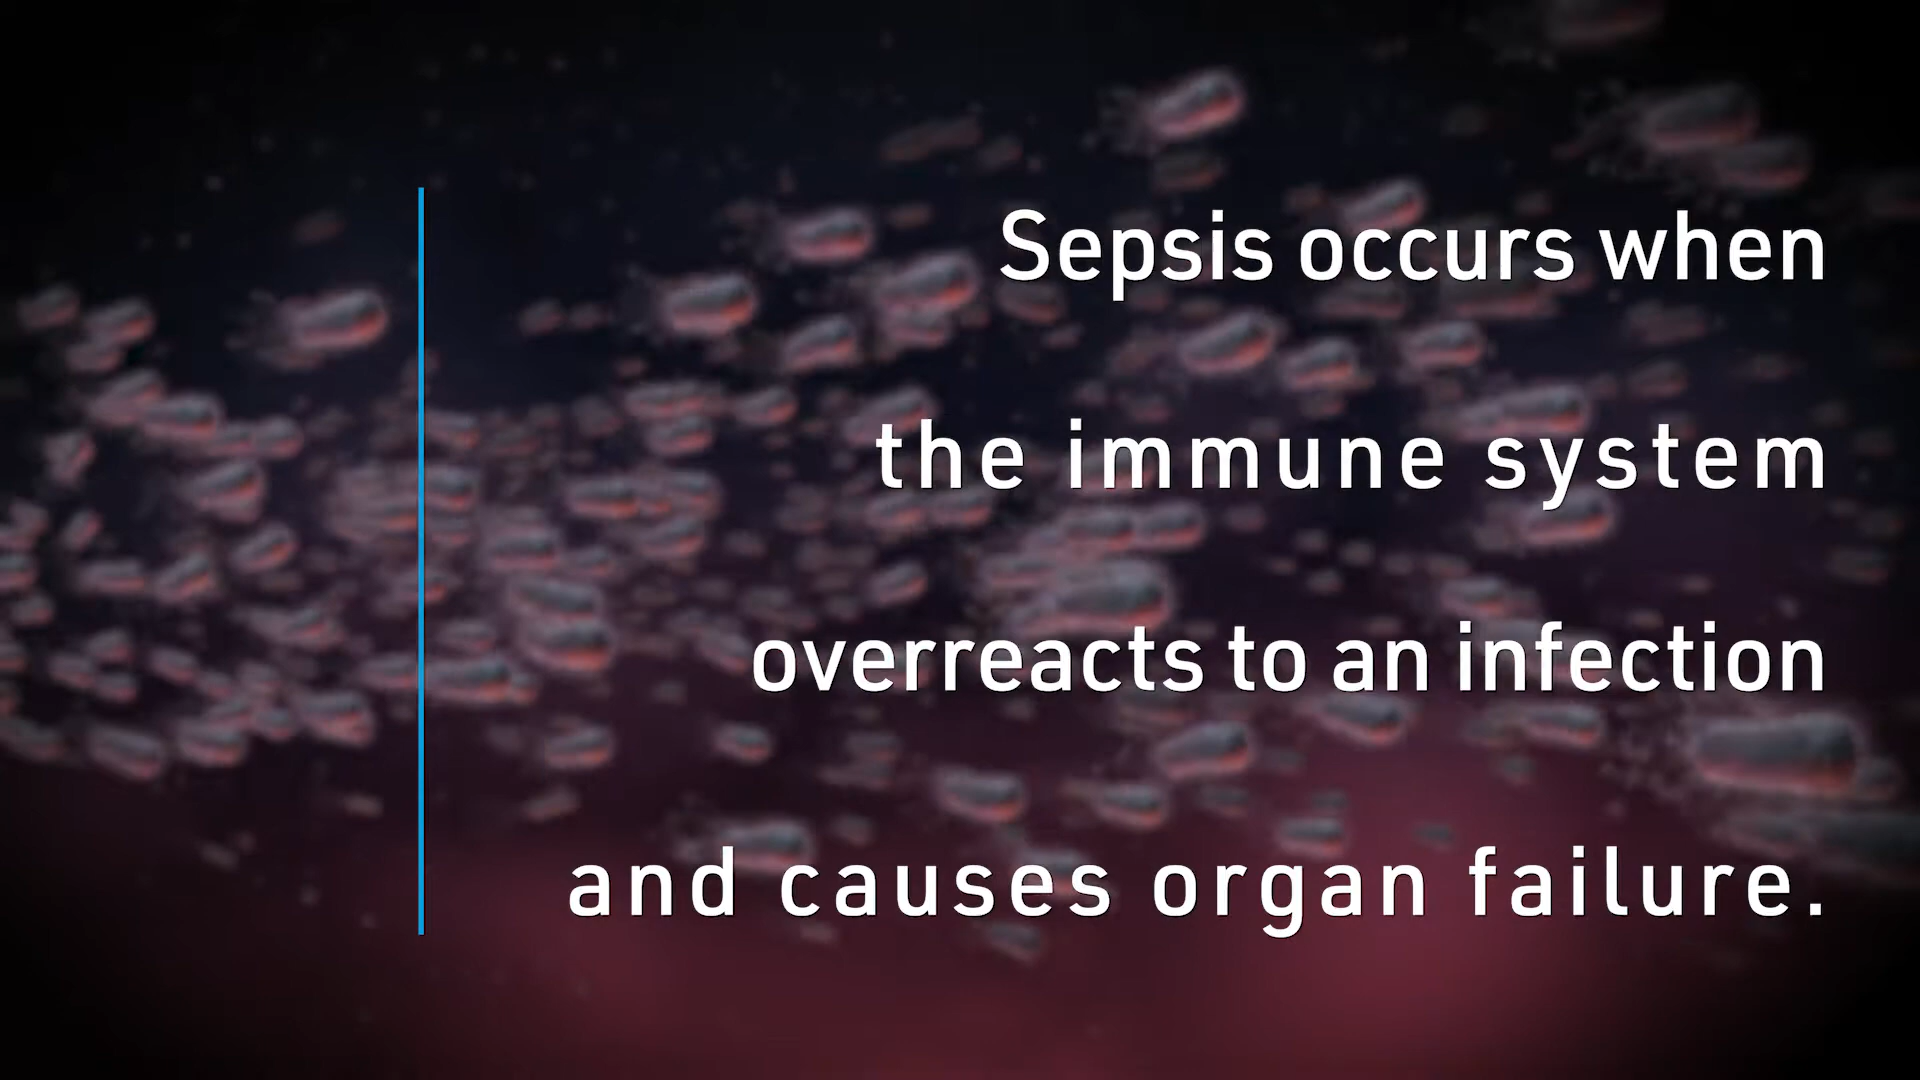 Sepsis occurs when
the immune system
overreacts to an infection
and causes organ failure.